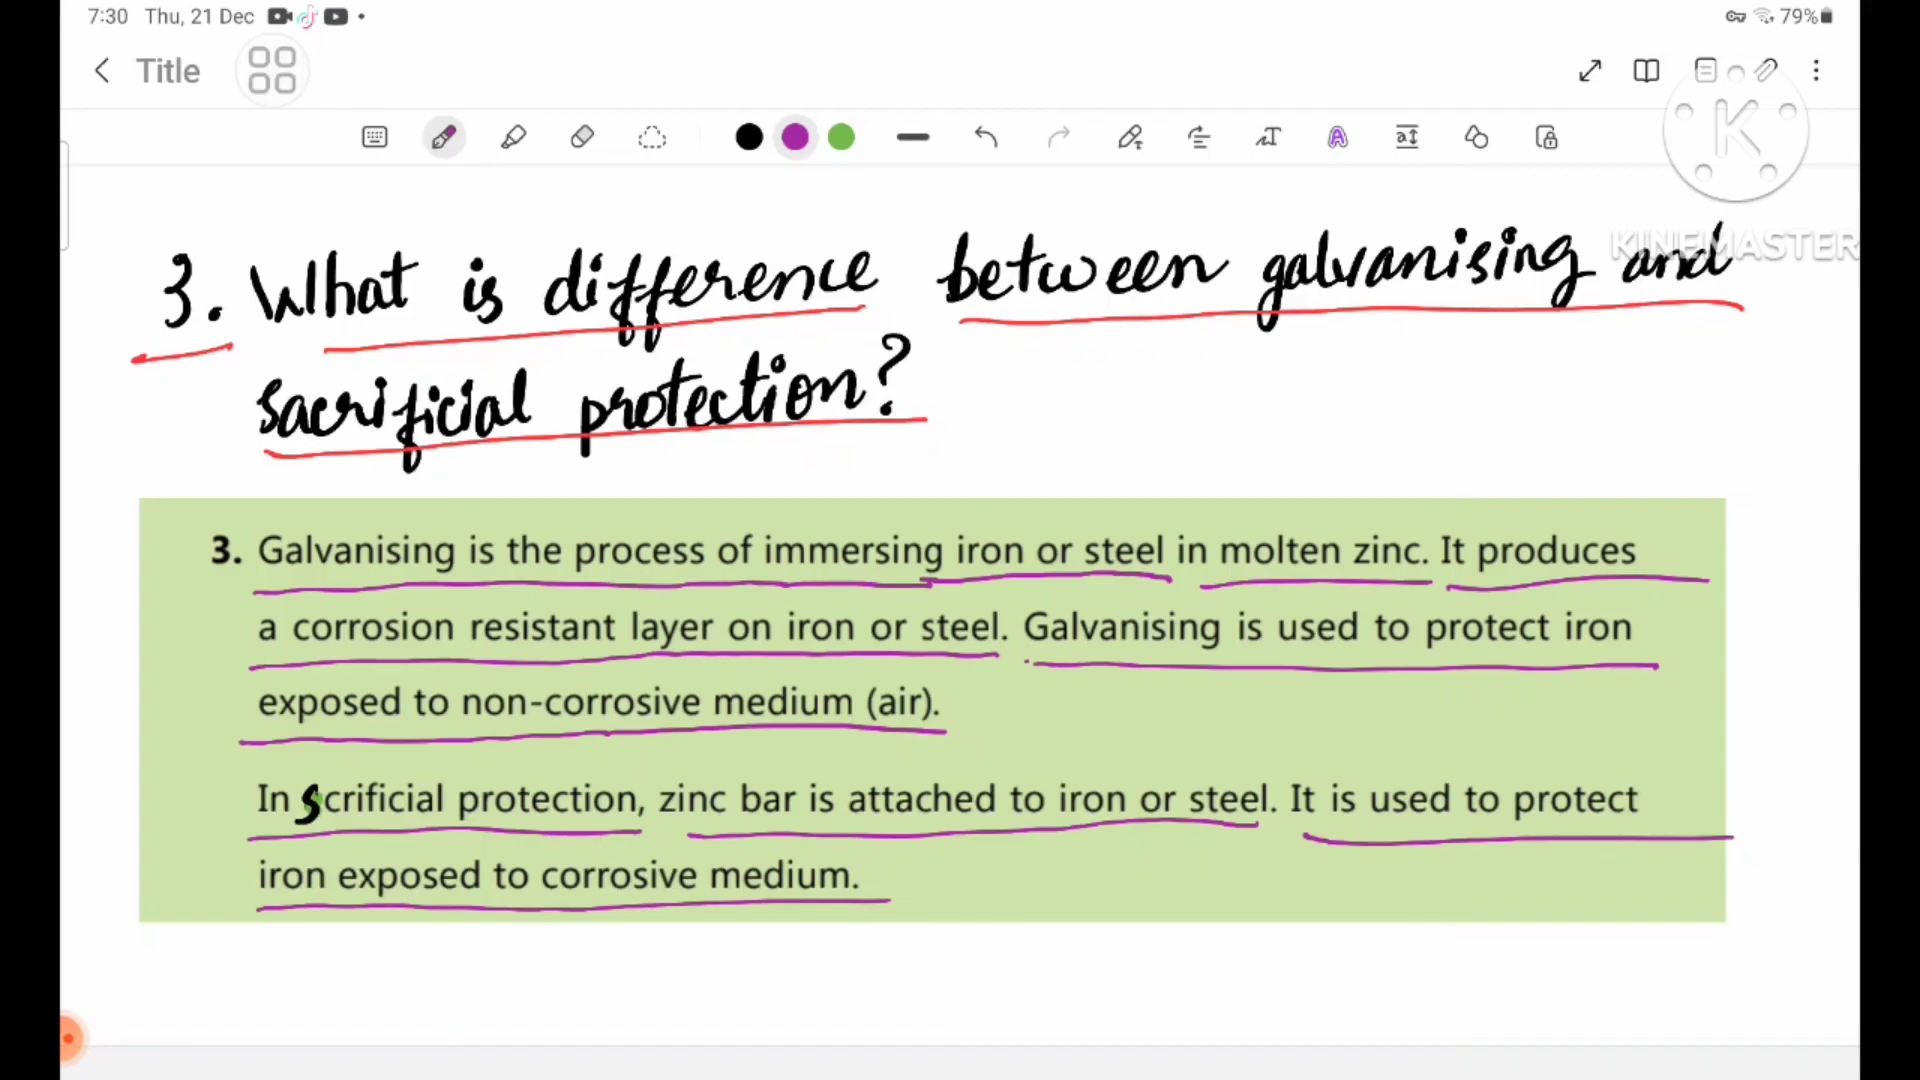 7:30 Thu, 21 Dec
79%
Title
K
KINEMASTER
3. What is difference between galvanising and
sacrificial protection?
3. Galvanising is the process of immersing iron or steel in molten zinc. It produces
a corrosion resistant layer on iron or steel. Galvanising is used to protect iron
exposed to non-corrosive medium (air).
In scrificial protection, zinc bar is attached to iron or steel. It is used to protect
iron exposed to corrosive medium.